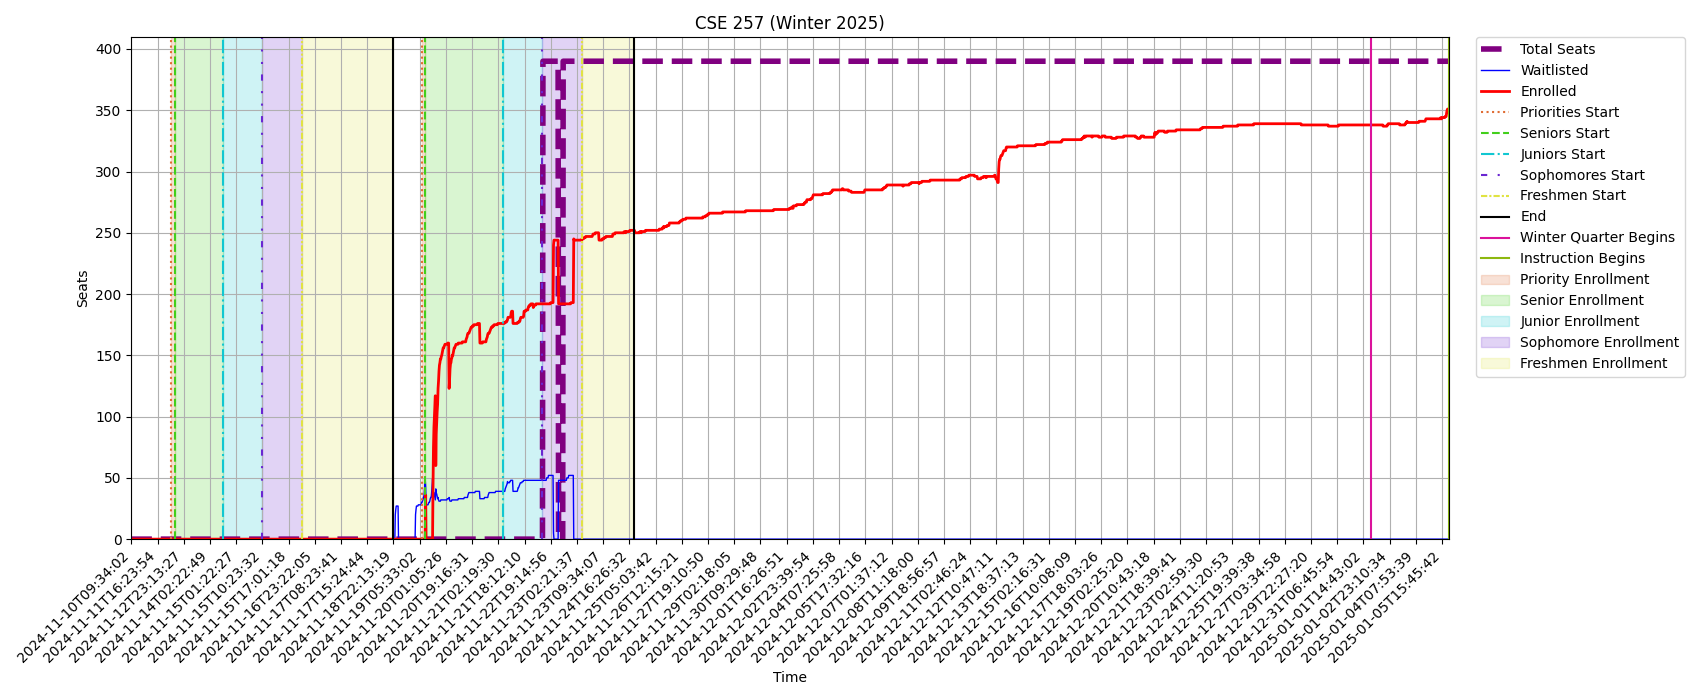 CSE 257 (Winter 2025)
Seats
400
350
300
250
200
150
100
50
0
2024-11-10T09:34:02
2024-11-11T16:23:54
2024-11-12T23:13:27
2024-11-14T02:22:49
2024-11-15T01:22:27
2024-11-15T10:23:32
2024-11-15T17:01:18
2024-11-16T23:22:05
2024-11-17T08:23:41
2024-11-17T15:24:44
2024-11-18T22:13:19
2024-11-19T05:33:02
2024-11-20T01:05:26
2024-11-20T19:16:31
2024-11-21T02:19:30
2024-11-21T18:12:10
2024-11-22T19:14:56
2024-11-23T02:21:37
2024-11-23T09:34:07
2024-11-24T16:26:32
2024-11-25T05:03:42
2024-11-26T12:15:21
2024-11-27T19:10:50
2024-11-29T02:18:05
2024-11-30T09:29:48
2024-12-01T16:26:51
2024-12-02T23:39:54
2024-12-04T07:25:58
2024-12-05T17:32:16
2024-12-07T01:37:12
2024-12-08T11:18:00
2024-12-09T18:56:57
2024-12-11T02:46:24
2024-12-12T10:47:11
2024-12-13T18:37:13
2024-12-15T02:16:31
2024-12-16T10:08:09
2024-12-17T18:03:26
2024-12-19T02:25:20
2024-12-20T10:43:18
2024-12-21T18:39:41
2024-12-23T02:59:30
2024-12-24T11:20:53
2024-12-25T19:39:38
2024-12-27T03:34:58
2024-12-29T22:27:20
2024-12-31T06:45:54
2025-01-01T14:43:02
2025-01-02T23:10:34
2025-01-04T07:53:39
2025-01-05T15:45:42
Time
Total Seats
Waitlisted
Enrolled
Priorities Start
Seniors Start
Juniors Start
Sophomores Start
Freshmen Start
End
Winter Quarter Begins
Instruction Begins
Priority Enrollment
Senior Enrollment
Junior Enrollment
Sophomore Enrollment
Freshmen Enrollment